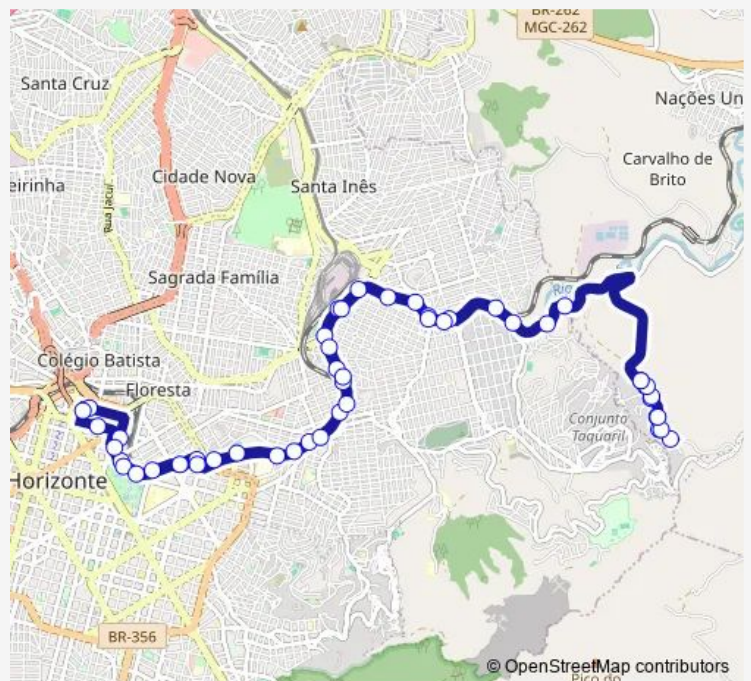 BR-262
MGC-262
Santa Cruz
Nações Un
Carvalho de
Brito
eirinha
Cidade Nova
Santa Inês
Rua Jacuí
Sagrada Família
Rio
Colégio Batista
Floresta
Conjunto
Taquaril
Horizonte
BR-356
© OpenStreetMap contributors
Pico do